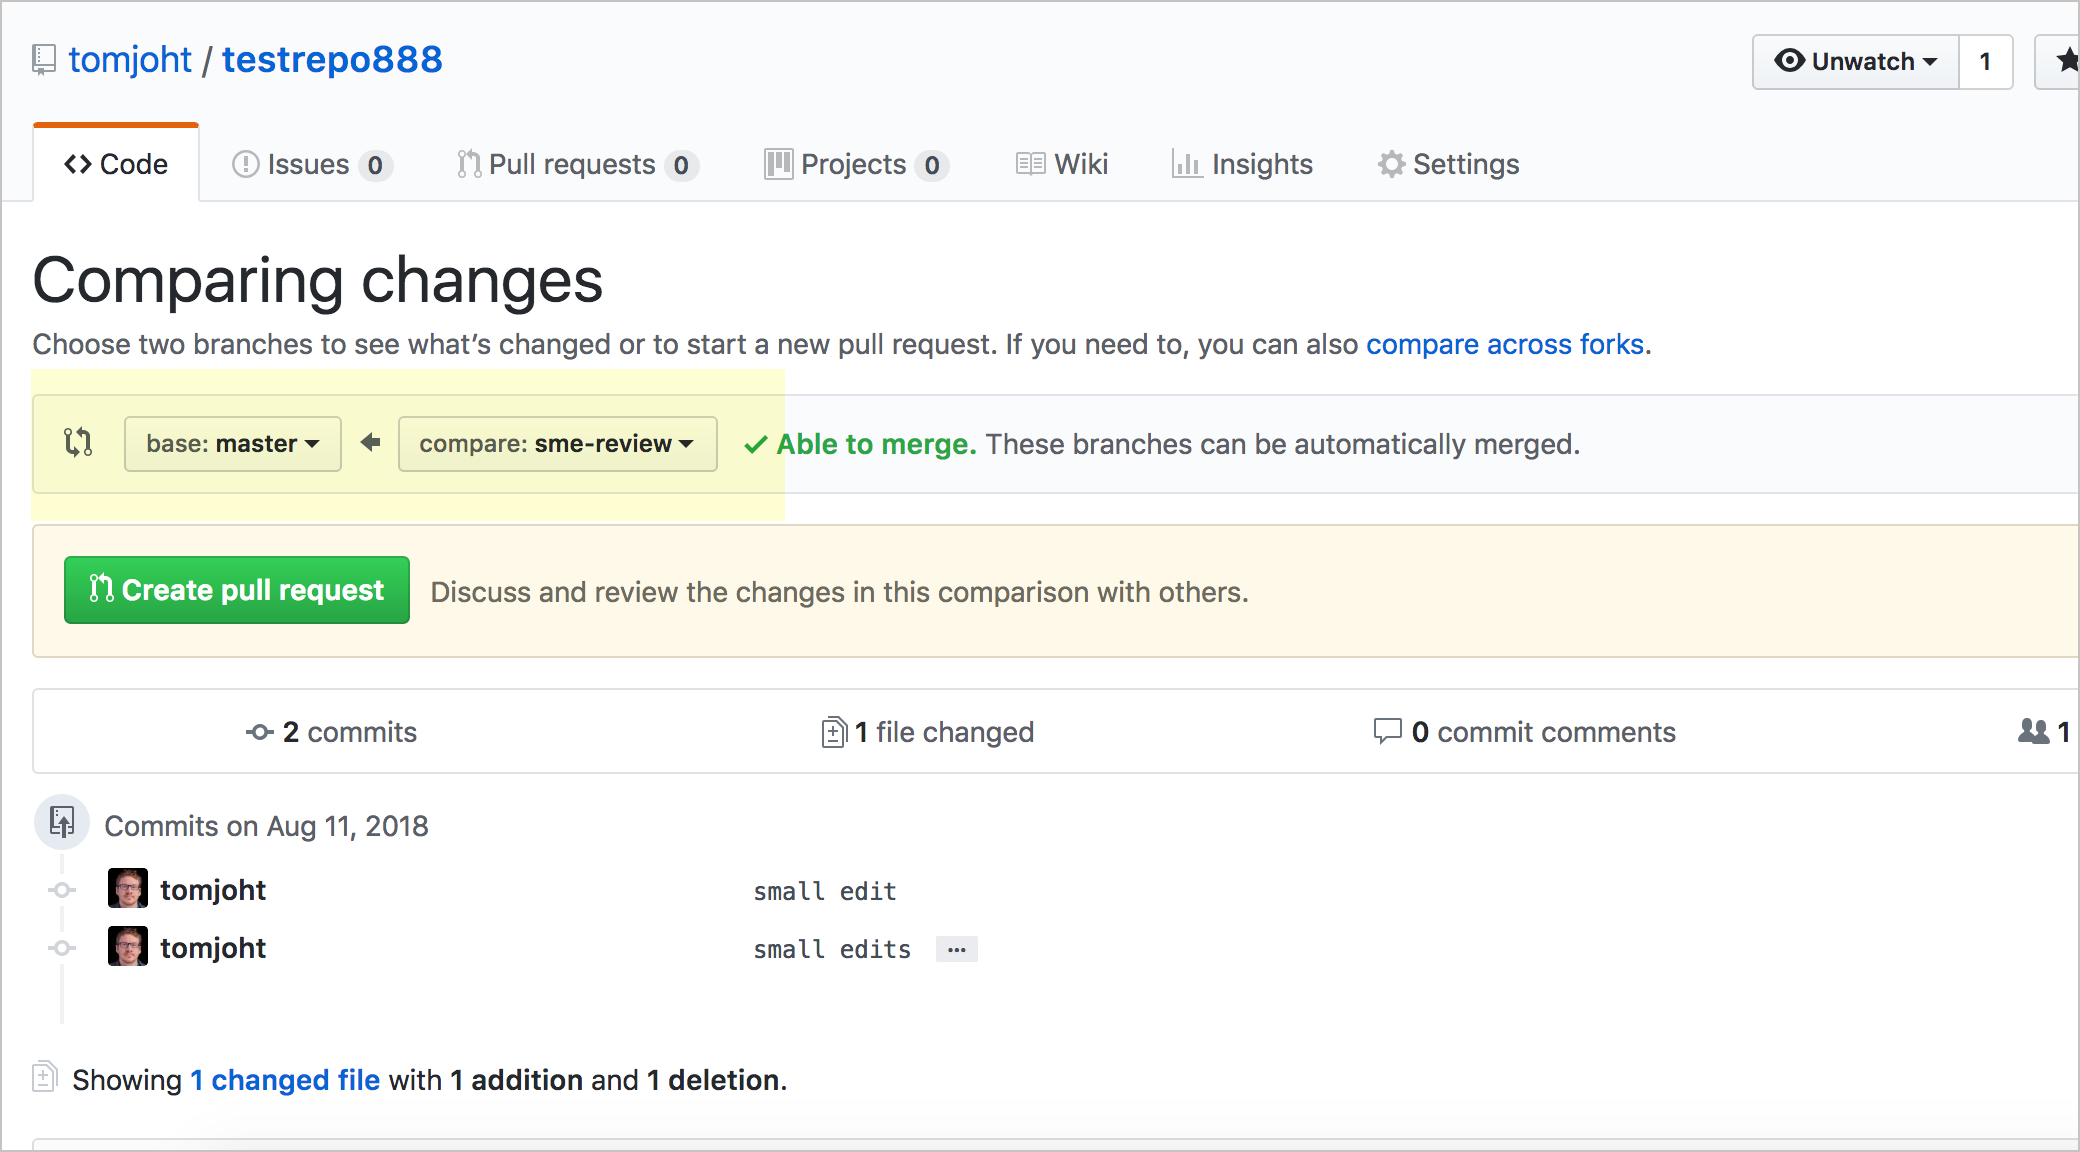 tomjoht / testrepo888
Unwatch 1
Code Issues 0 Pull requests 0 Projects 0 Wiki Insights Settings
Comparing changes
Choose two branches to see what’s changed or to start a new pull request. If you need to, you can also compare across forks.
base: master compare: sme-review Able to merge. These branches can be automatically merged.
Create pull request Discuss and review the changes in this comparison with others.
2 commits 1 file changed 0 commit comments 1
Commits on Aug 11, 2018
tomjoht small edit
tomjoht small edits …
Showing 1 changed file with 1 addition and 1 deletion.